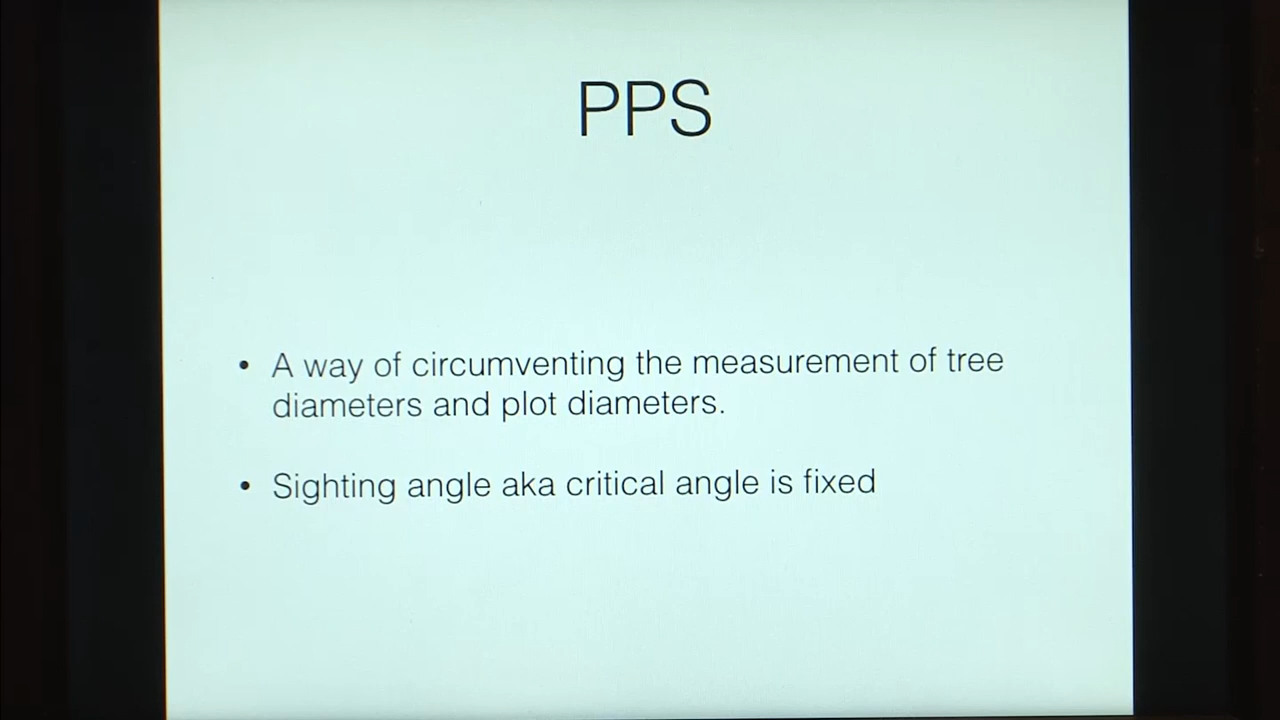 PPS
• A way of circumventing the measurement of tree
diameters and plot diameters.
• Sighting angle aka critical angle is fixed